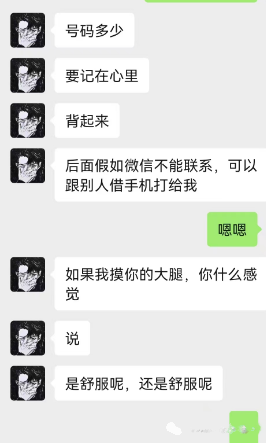 号码多少
要记在心里
背起来
后面假如微信不能联系，可以
跟别人借手机打给我
嗯嗯
如果我摸你的大腿，你什么感
觉
说
是舒服呢，还是舒服呢